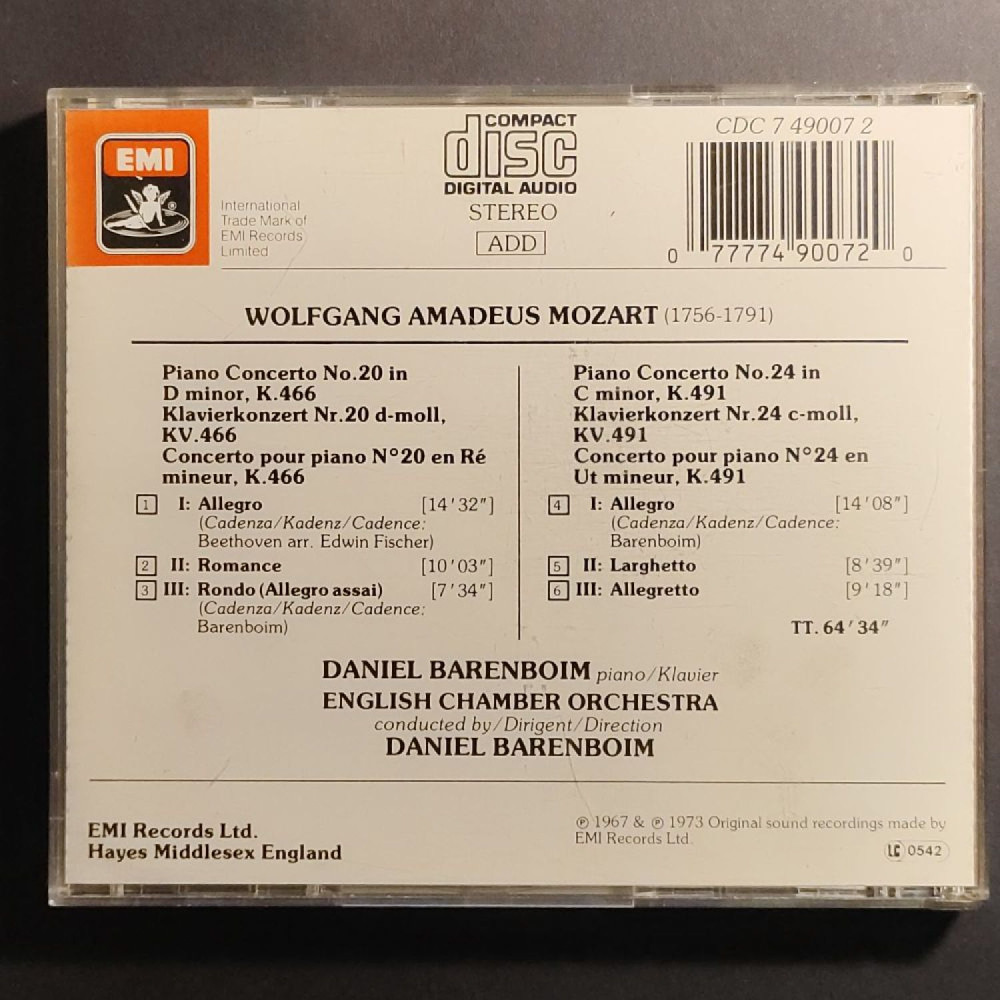 EMI
®
International
Trade Mark of
EMI Records
Limited
COMPACT
disc
DIGITAL AUDIO
STEREO
ADD
CDC 7 49007 2
0 77774 90072 0
WOLFGANG AMADEUS MOZART (1756-1791)
Piano Concerto No.20 in
D minor, K.466
Klavierkonzert Nr.20 d-moll,
KV.466
Concerto pour piano N°20 en Ré
mineur, K.466
1 I: Allegro [14'32"]
(Cadenza/Kadenz/Cadence:
Beethoven arr. Edwin Fischer)
2 II: Romance [10'03"]
3 III: Rondo (Allegro assai) [7'34"]
(Cadenza/Kadenz/Cadence:
Barenboim)
Piano Concerto No.24 in
C minor, K.491
Klavierkonzert Nr.24 c-moll,
KV.491
Concerto pour piano N°24 en
Ut mineur, K.491
4 I: Allegro [14'08"]
(Cadenza/Kadenz/Cadence:
Barenboim)
5 II: Larghetto [8'39"]
6 III: Allegretto [9'18"]
TT. 64'34"
DANIEL BARENBOIM piano/Klavier
ENGLISH CHAMBER ORCHESTRA
conducted by/Dirigent/Direction
DANIEL BARENBOIM
EMI Records Ltd.
Hayes Middlesex England
℗ 1967 & ℗ 1973 Original sound recordings made by
EMI Records Ltd.
LC 0542